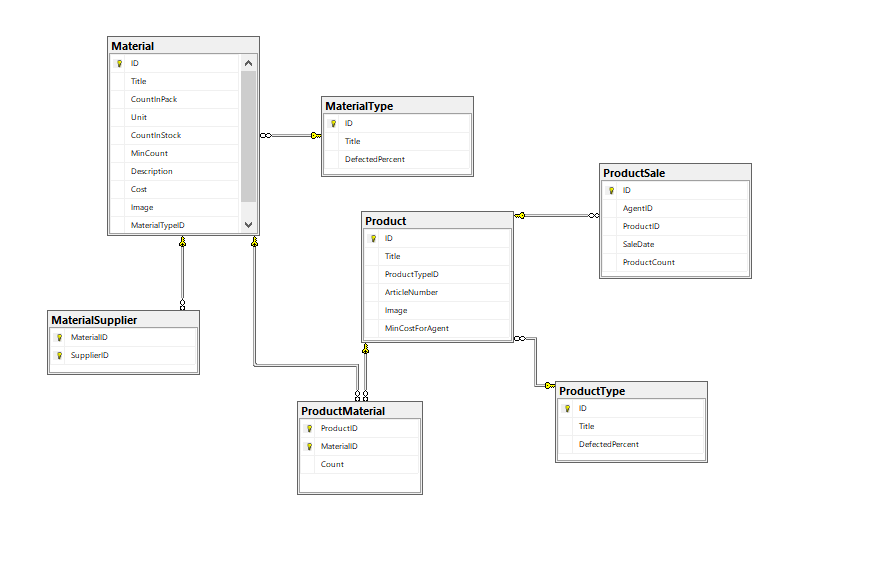 Material
ID
Title
CountInPack
Unit
CountInStock
MinCount
Description
Cost
Image
MaterialTypeID
MaterialType
ID
Title
DefectedPercent
ProductSale
ID
AgentID
ProductID
SaleDate
ProductCount
Product
ID
Title
ProductTypeID
ArticleNumber
Image
MinCostForAgent
MaterialSupplier
MaterialID
SupplierID
ProductType
ID
Title
DefectedPercent
ProductMaterial
ProductID
MaterialID
Count